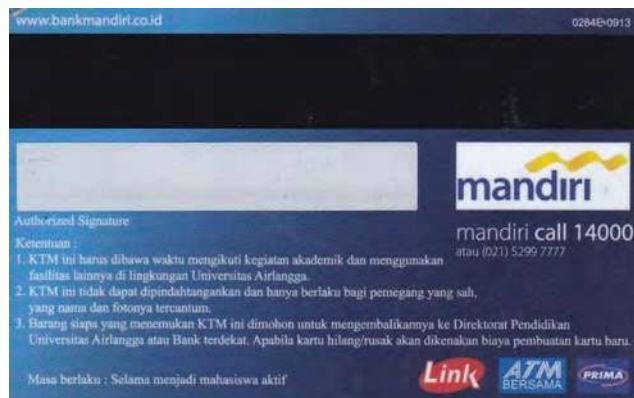 www.bankmandiri.co.id
0284E-0913
mandiri
Authorized Signature
mandiri call 14000
atau (021) 5299 7777
Ketentuan :
1. KTM ini harus dibawa waktu mengikuti kegiatan akademik dan menggunakan
fasilitas lainnya di lingkungan Universitas Airlangga.
2. KTM ini tidak dapat dipindahtangankan dan hanya berlaku bagi pemegang yang sah,
yang nama dan fotonya tercantum.
3. Barang siapa yang menemukan KTM ini dimohon untuk mengembalikannya ke Direktorat Pendidikan
Universitas Airlangga atau Bank terdekat. Apabila kartu hilang/rusak akan dikenakan biaya pembuatan kartu baru.
Masa berlaku : Selama menjadi mahasiswa aktif
Link
ATM
BERSAMA
PRIMA